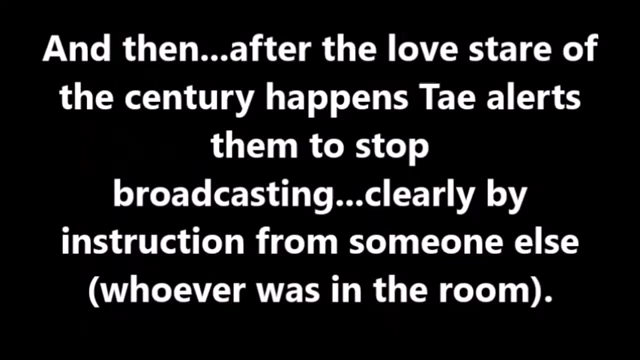 And then...after the love stare of
the century happens Tae alerts
them to stop
broadcasting...clearly by
instruction from someone else
(whoever was in the room).